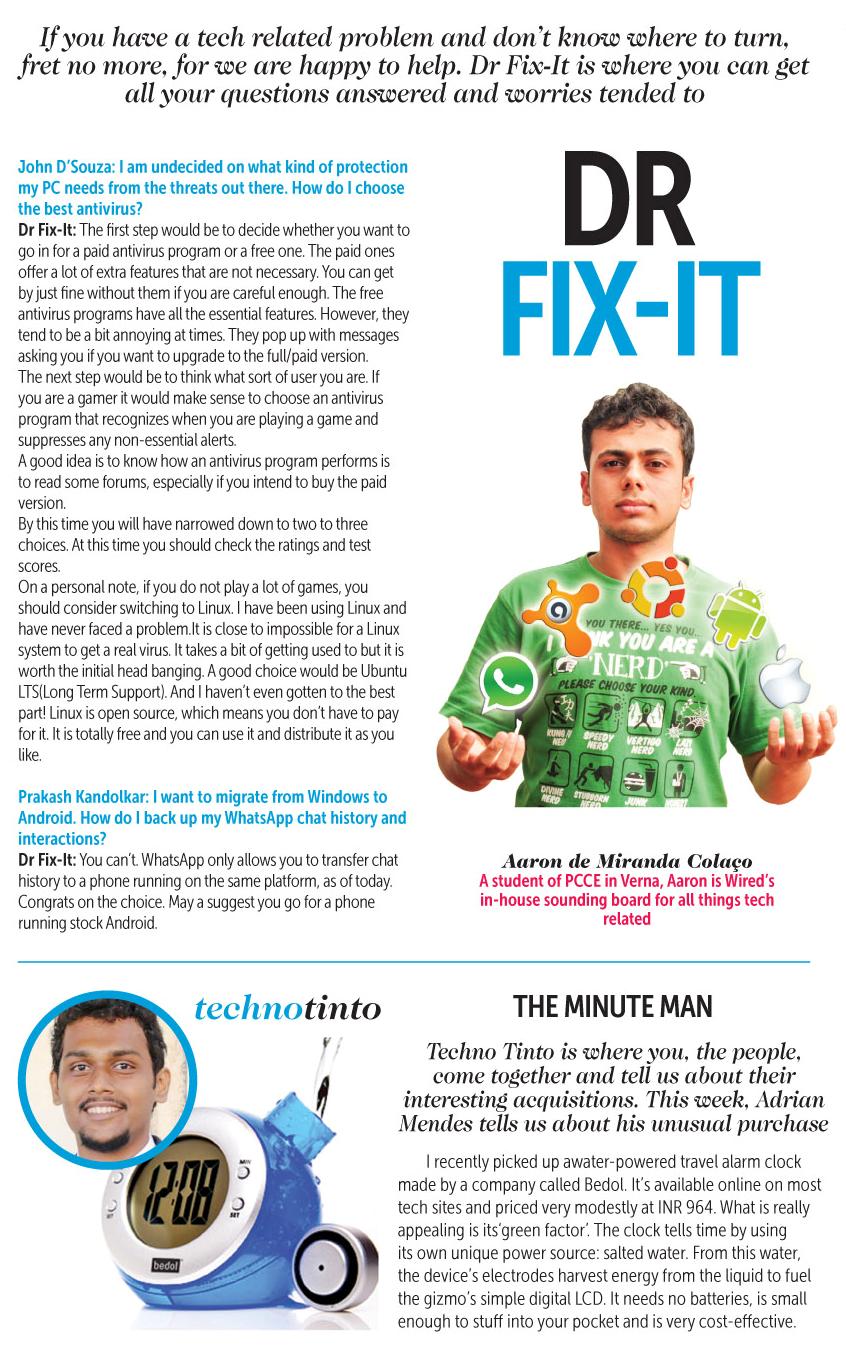 If you have a tech related problem and don't know where to turn,
fret no more, for we are happy to help. Dr Fix-It is where you can get
all your questions answered and worries tended to
John D'Souza: I am undecided on what kind of protection
my PC needs from the threats out there. How do I choose
the best antivirus?
Dr Fix-It: The first step would be to decide whether you want to
go in for a paid antivirus program or a free one. The paid ones
offer a lot of extra features that are not necessary. You can get
by just fine without them if you are careful enough. The free
antivirus programs have all the essential features. However, they
tend to be a bit annoying at times. They pop up with messages
asking you if you want to upgrade to the full/paid version.
The next step would be to think what sort of user you are. If
you are a gamer it would make sense to choose an antivirus
program that recognizes when you are playing a game and
suppresses any non-essential alerts.
A good idea is to know how an antivirus program performs is
to read some forums, especially if you intend to buy the paid
version.
By this time you will have narrowed down to two to three
choices. At this time you should check the ratings and test
scores.
On a personal note, if you do not play a lot of games, you
should consider switching to Linux. I have been using Linux and
have never faced a problem.It is close to impossible for a Linux
system to get a real virus. It takes a bit of getting used to but it is
worth the initial head banging. A good choice would be Ubuntu
LTS(Long Term Support). And I haven't even gotten to the best
part! Linux is open source, which means you don't have to pay
for it. It is totally free and you can use it and distribute it as you
like.
Prakash Kandolkar: I want to migrate from Windows to
Android. How do I back up my WhatsApp chat history and
interactions?
Dr Fix-It: You can't. WhatsApp only allows you to transfer chat
history to a phone running on the same platform, as of today.
Congrats on the choice. May a suggest you go for a phone
running stock Android.
DR
FIX-IT
YOU THERE... YES YOU...
I NK YOU ARE A
'NERD'
PLEASE CHOOSE YOUR KIND
KUNG FU
NERD
SPEEDY
NERD
VERTIGO
NERD
LAZY
NERD
DIVINE
NERD
STUBBORN
NERD
JUNK
Aaron de Miranda Colaço
A student of PCCE in Verna, Aaron is Wired's
in-house sounding board for all things tech
related
technotinto
12:08
MIN
SET
bedol
THE MINUTE MAN
Techno Tinto is where you, the people,
come together and tell us about their
interesting acquisitions. This week, Adrian
Mendes tells us about his unusual purchase
I recently picked up awater-powered travel alarm clock
made by a company called Bedol. It's available online on most
tech sites and priced very modestly at INR 964. What is really
appealing is its'green factor'. The clock tells time by using
its own unique power source: salted water. From this water,
the device's electrodes harvest energy from the liquid to fuel
the gizmo's simple digital LCD. It needs no batteries, is small
enough to stuff into your pocket and is very cost-effective.